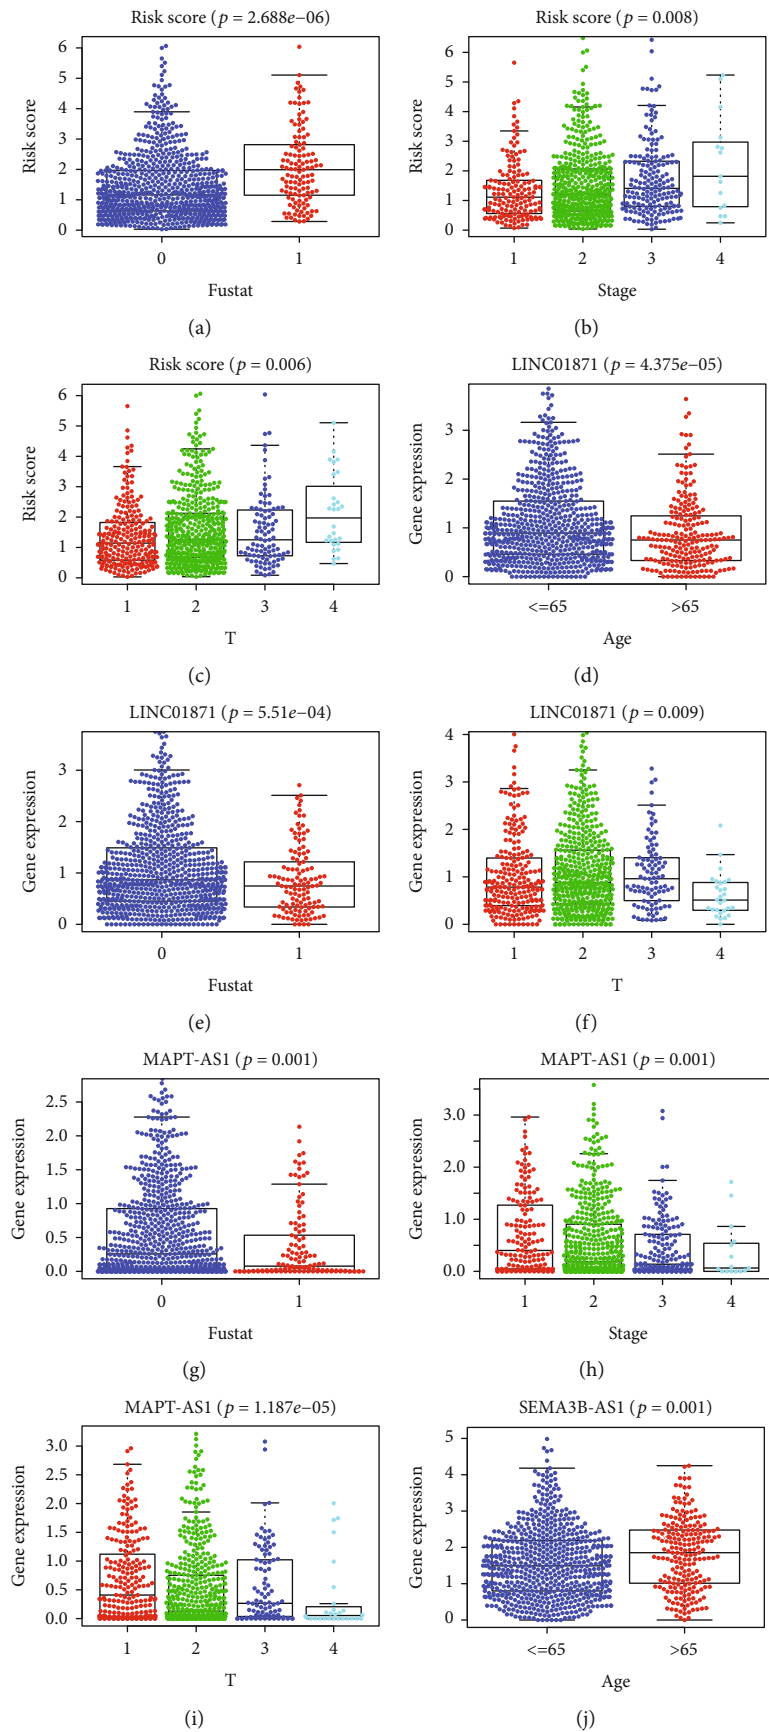 Risk score (p = 2.688e−06)
Risk score
6
5
4
3
2
1
0
0 1
Fustat
(a)
Risk score (p = 0.008)
Risk score
6
5
4
3
2
1
0
1 2 3 4
Stage
(b)
Risk score (p = 0.006)
Risk score
6
5
4
3
2
1
0
1 2 3 4
T
(c)
LINC01871 (p = 4.375e−05)
Gene expression
3
2
1
0
<=65 >65
Age
(d)
LINC01871 (p = 5.51e−04)
Gene expression
3
2
1
0
0 1
Fustat
(e)
LINC01871 (p = 0.009)
Gene expression
4
3
2
1
0
1 2 3 4
T
(f)
MAPT-AS1 (p = 0.001)
Gene expression
2.5
2.0
1.5
1.0
0.5
0.0
0 1
Fustat
(g)
MAPT-AS1 (p = 0.001)
Gene expression
3.0
2.0
1.0
0.0
1 2 3 4
Stage
(h)
MAPT-AS1 (p = 1.187e−05)
Gene expression
3.0
2.5
2.0
1.5
1.0
0.5
0.0
1 2 3 4
T
(i)
SEMA3B-AS1 (p = 0.001)
Gene expression
5
4
3
2
1
0
<=65 >65
Age
(j)